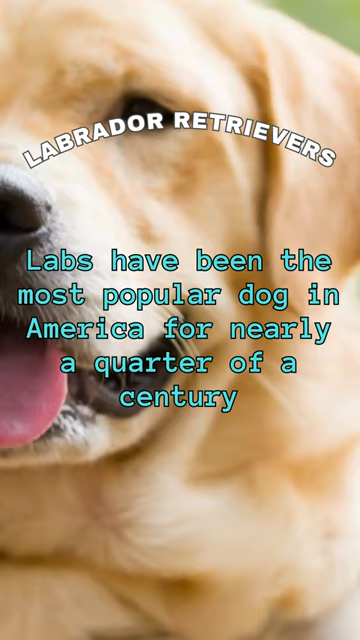 LABRADOR RETRIEVERS
Labs have been the
most popular dog in
America for nearly
a quarter of a
century